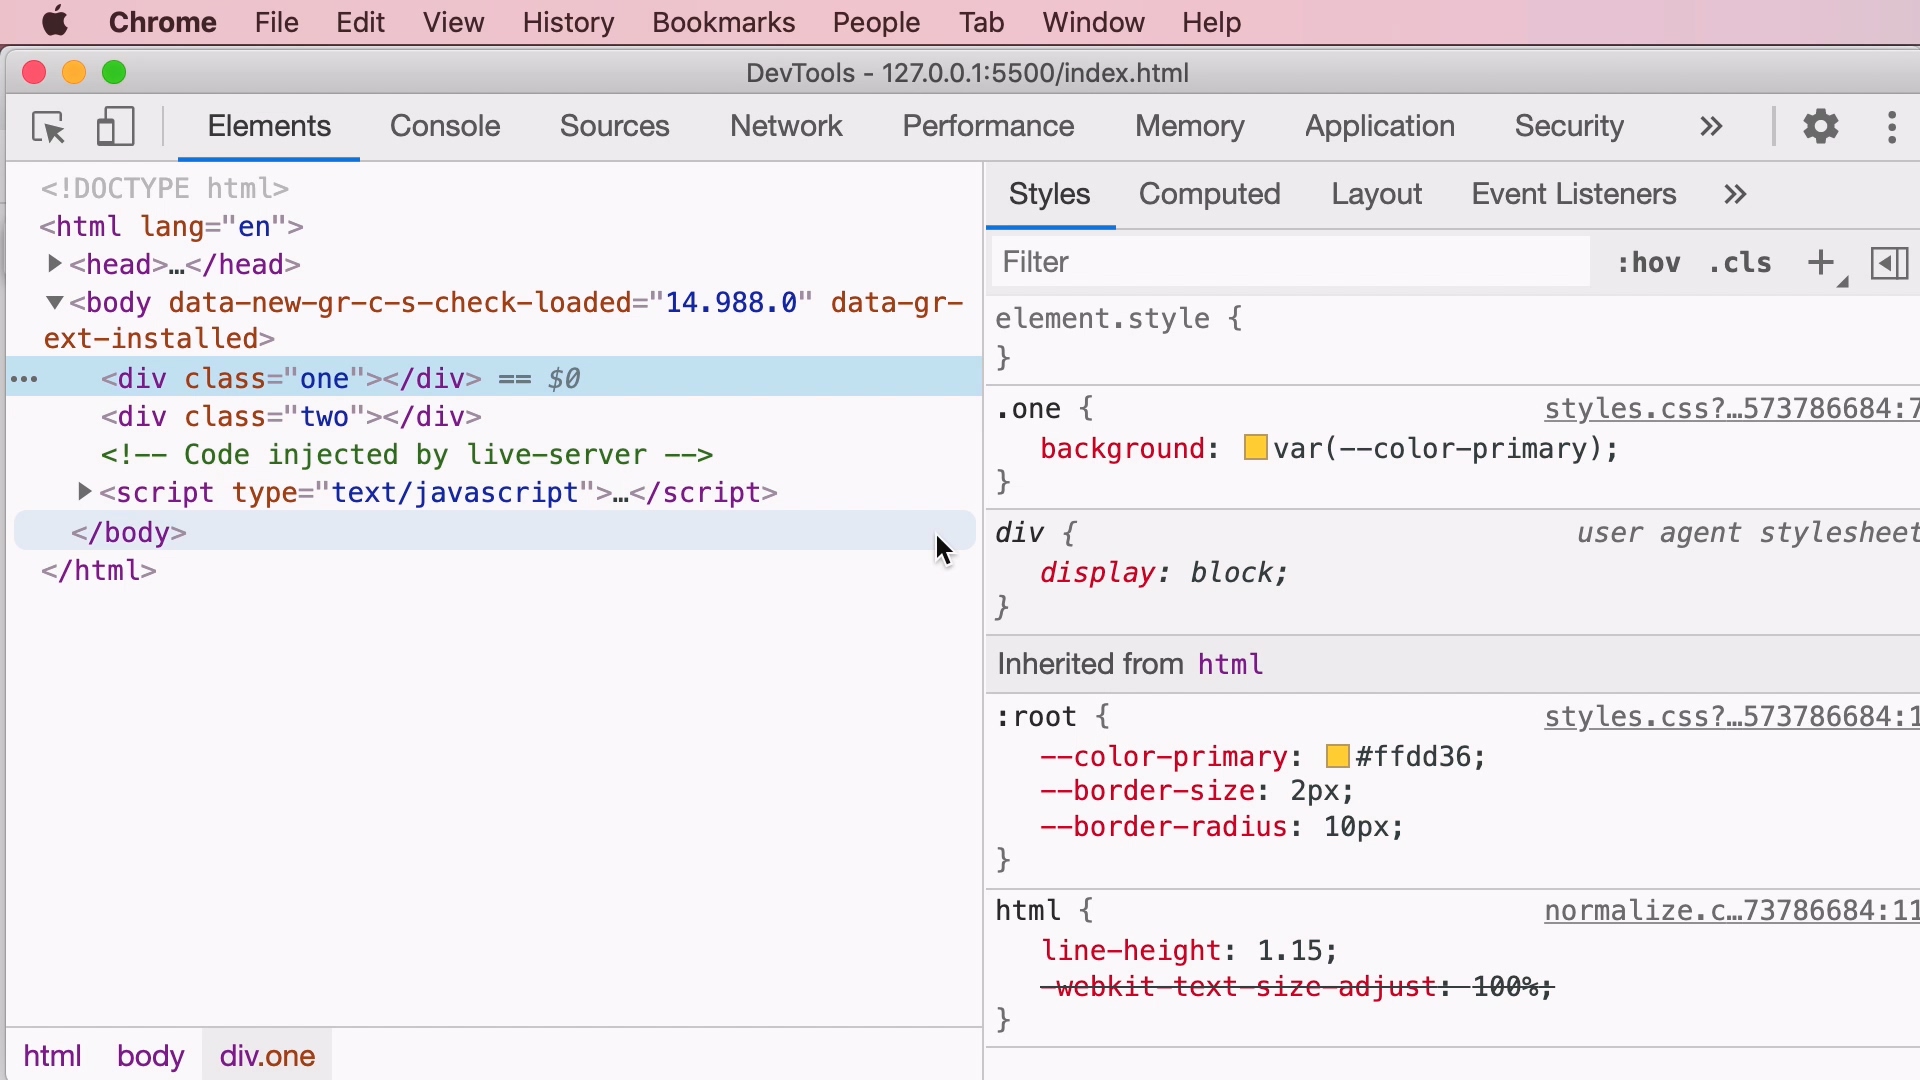 Chrome File Edit View History Bookmarks People Tab Window Help
DevTools - 127.0.0.1:5500/index.html
Elements Console Sources Network Performance Memory Application Security »
<!DOCTYPE html>
<html lang="en">
▶<head>…</head>
▼<body data-new-gr-c-s-check-loaded="14.988.0" data-gr-
ext-installed>
<div class="one"></div> == $0
<div class="two"></div>
<!-- Code injected by live-server -->
▶<script type="text/javascript">…</script>
</body>
</html>
html body div.one
Styles Computed Layout Event Listeners »
Filter :hov .cls +
element.style {
}
.one { styles.css?…573786684:7
background: var(--color-primary);
}
div { user agent stylesheet
display: block;
}
Inherited from html
:root { styles.css?…573786684:1
--color-primary: #ffdd36;
--border-size: 2px;
--border-radius: 10px;
}
html { normalize.c…73786684:11
line-height: 1.15;
-webkit-text-size-adjust: 100%;
}